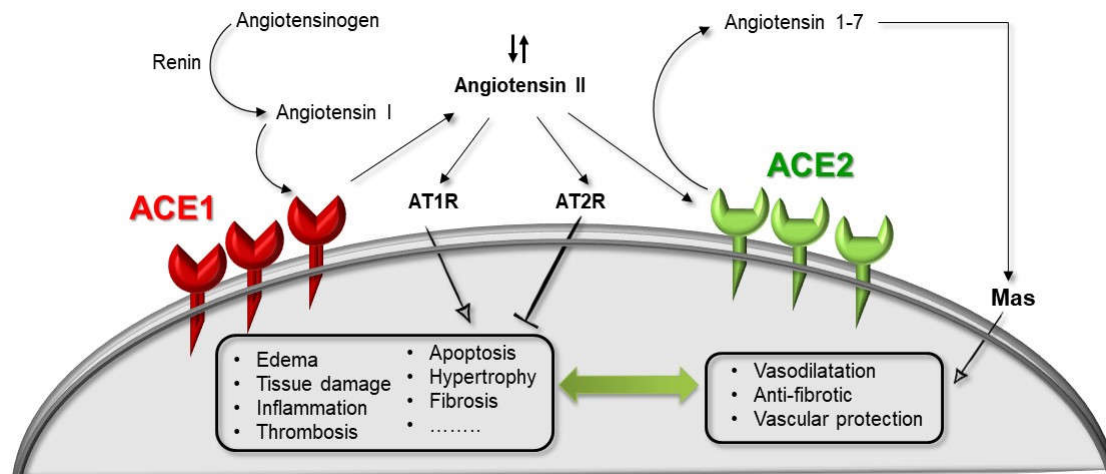 Angiotensinogen
Renin
Angiotensin I
Angiotensin II
Angiotensin 1-7
ACE1
AT1R
AT2R
ACE2
Mas
• Edema
• Tissue damage
• Inflammation
• Thrombosis
• Apoptosis
• Hypertrophy
• Fibrosis
• ........
• Vasodilatation
• Anti-fibrotic
• Vascular protection